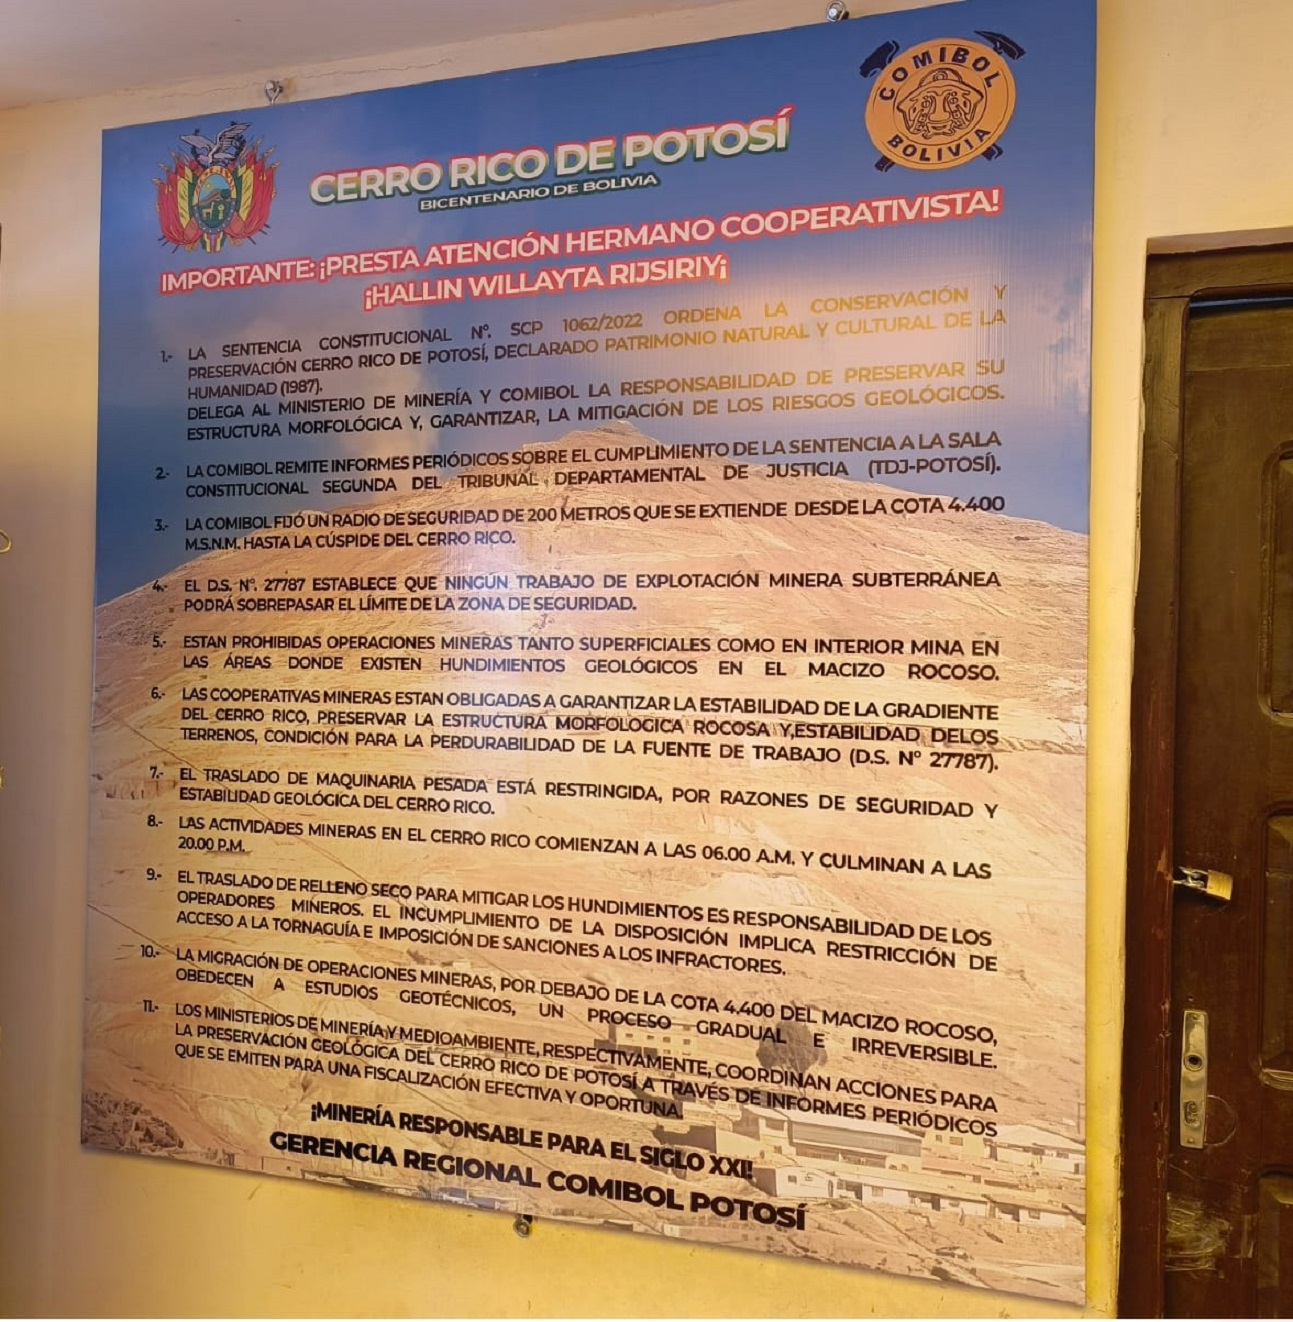 COMIBOL
BOLIVIA
CERRO RICO DE POTOSÍ
BICENTENARIO DE BOLIVIA
IMPORTANTE: ¡PRESTA ATENCIÓN HERMANO COOPERATIVISTA!
¡HALLIN WILLAYTA RIJSIRIY¡
1.- LA SENTENCIA CONSTITUCIONAL Nº. SCP 1062/2022 ORDENA LA CONSERVACIÓN Y
PRESERVACIÓN CERRO RICO DE POTOSÍ, DECLARADO PATRIMONIO NATURAL Y CULTURAL DE LA
HUMANIDAD (1987).
DELEGA AL MINISTERIO DE MINERÍA Y COMIBOL LA RESPONSABILIDAD DE PRESERVAR SU
ESTRUCTURA MORFOLÓGICA Y, GARANTIZAR, LA MITIGACIÓN DE LOS RIESGOS GEOLÓGICOS.
2.- LA COMIBOL REMITE INFORMES PERIÓDICOS SOBRE EL CUMPLIMIENTO DE LA SENTENCIA A LA SALA
CONSTITUCIONAL SEGUNDA DEL TRIBUNAL DEPARTAMENTAL DE JUSTICIA (TDJ-POTOSÍ).
3.- LA COMIBOL FIJÓ UN RADIO DE SEGURIDAD DE 200 METROS QUE SE EXTIENDE DESDE LA COTA 4.400
M.S.N.M. HASTA LA CÚSPIDE DEL CERRO RICO.
4.- EL D.S. Nº. 27787 ESTABLECE QUE NINGÚN TRABAJO DE EXPLOTACIÓN MINERA SUBTERRÁNEA
PODRÁ SOBREPASAR EL LÍMITE DE LA ZONA DE SEGURIDAD.
5.- ESTAN PROHIBIDAS OPERACIONES MINERAS TANTO SUPERFICIALES COMO EN INTERIOR MINA EN
LAS ÁREAS DONDE EXISTEN HUNDIMIENTOS GEOLÓGICOS EN EL MACIZO ROCOSO.
6.- LAS COOPERATIVAS MINERAS ESTAN OBLIGADAS A GARANTIZAR LA ESTABILIDAD DE LA GRADIENTE
DEL CERRO RICO, PRESERVAR LA ESTRUCTURA MORFOLOGICA ROCOSA Y,ESTABILIDAD DELOS
TERRENOS, CONDICIÓN PARA LA PERDURABILIDAD DE LA FUENTE DE TRABAJO (D.S. Nº 27787).
7.- EL TRASLADO DE MAQUINARIA PESADA ESTÁ RESTRINGIDA, POR RAZONES DE SEGURIDAD Y
ESTABILIDAD GEOLÓGICA DEL CERRO RICO.
8.- LAS ACTIVIDADES MINERAS EN EL CERRO RICO COMIENZAN A LAS 06.00 A.M. Y CULMINAN A LAS
20.00 P.M.
9.- EL TRASLADO DE RELLENO SECO PARA MITIGAR LOS HUNDIMIENTOS ES RESPONSABILIDAD DE LOS
OPERADORES MINEROS. EL INCUMPLIMIENTO DE LA DISPOSICIÓN IMPLICA RESTRICCIÓN DE
ACCESO A LA TORNAGUÍA E IMPOSICIÓN DE SANCIONES A LOS INFRACTORES.
10.- LA MIGRACIÓN DE OPERACIONES MINERAS, POR DEBAJO DE LA COTA 4.400 DEL MACIZO ROCOSO,
OBEDECEN A ESTUDIOS GEOTÉCNICOS, UN PROCESO GRADUAL E IRREVERSIBLE.
11.- LOS MINISTERIOS DE MINERÍA Y MEDIOAMBIENTE, RESPECTIVAMENTE, COORDINAN ACCIONES PARA
LA PRESERVACIÓN GEOLÓGICA DEL CERRO RICO DE POTOSÍ A TRAVÉS DE INFORMES PERIÓDICOS
QUE SE EMITEN PARA UNA FISCALIZACIÓN EFECTIVA Y OPORTUNA.
¡MINERÍA RESPONSABLE PARA EL SIGLO XXI!
GERENCIA REGIONAL COMIBOL POTOSÍ